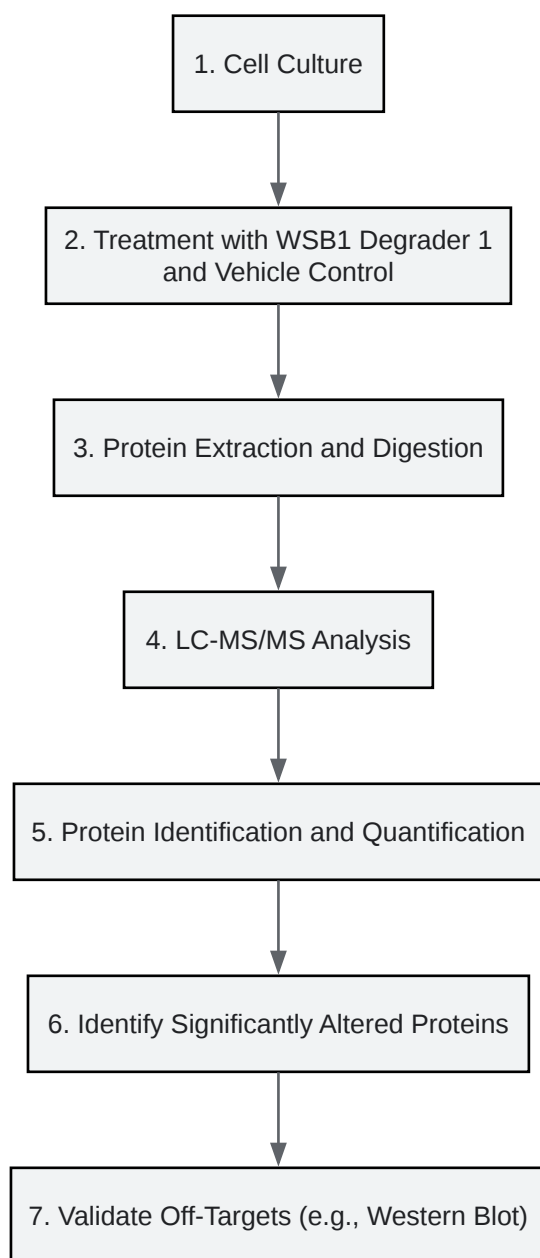 1. Cell Culture
2. Treatment with WSB1 Degrader 1
and Vehicle Control
3. Protein Extraction and Digestion
4. LC-MS/MS Analysis
5. Protein Identification and Quantification
6. Identify Significantly Altered Proteins
7. Validate Off-Targets (e.g., Western Blot)